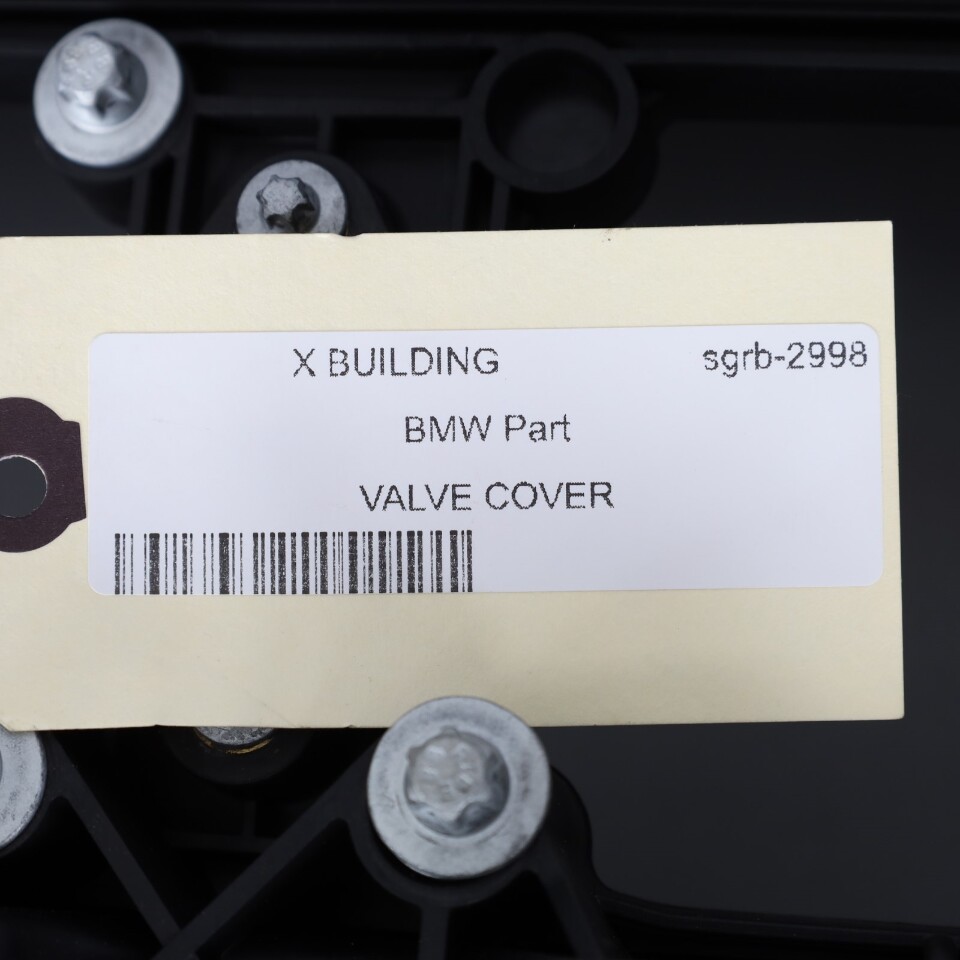 X BUILDING sgrb-2998
BMW Part
VALVE COVER